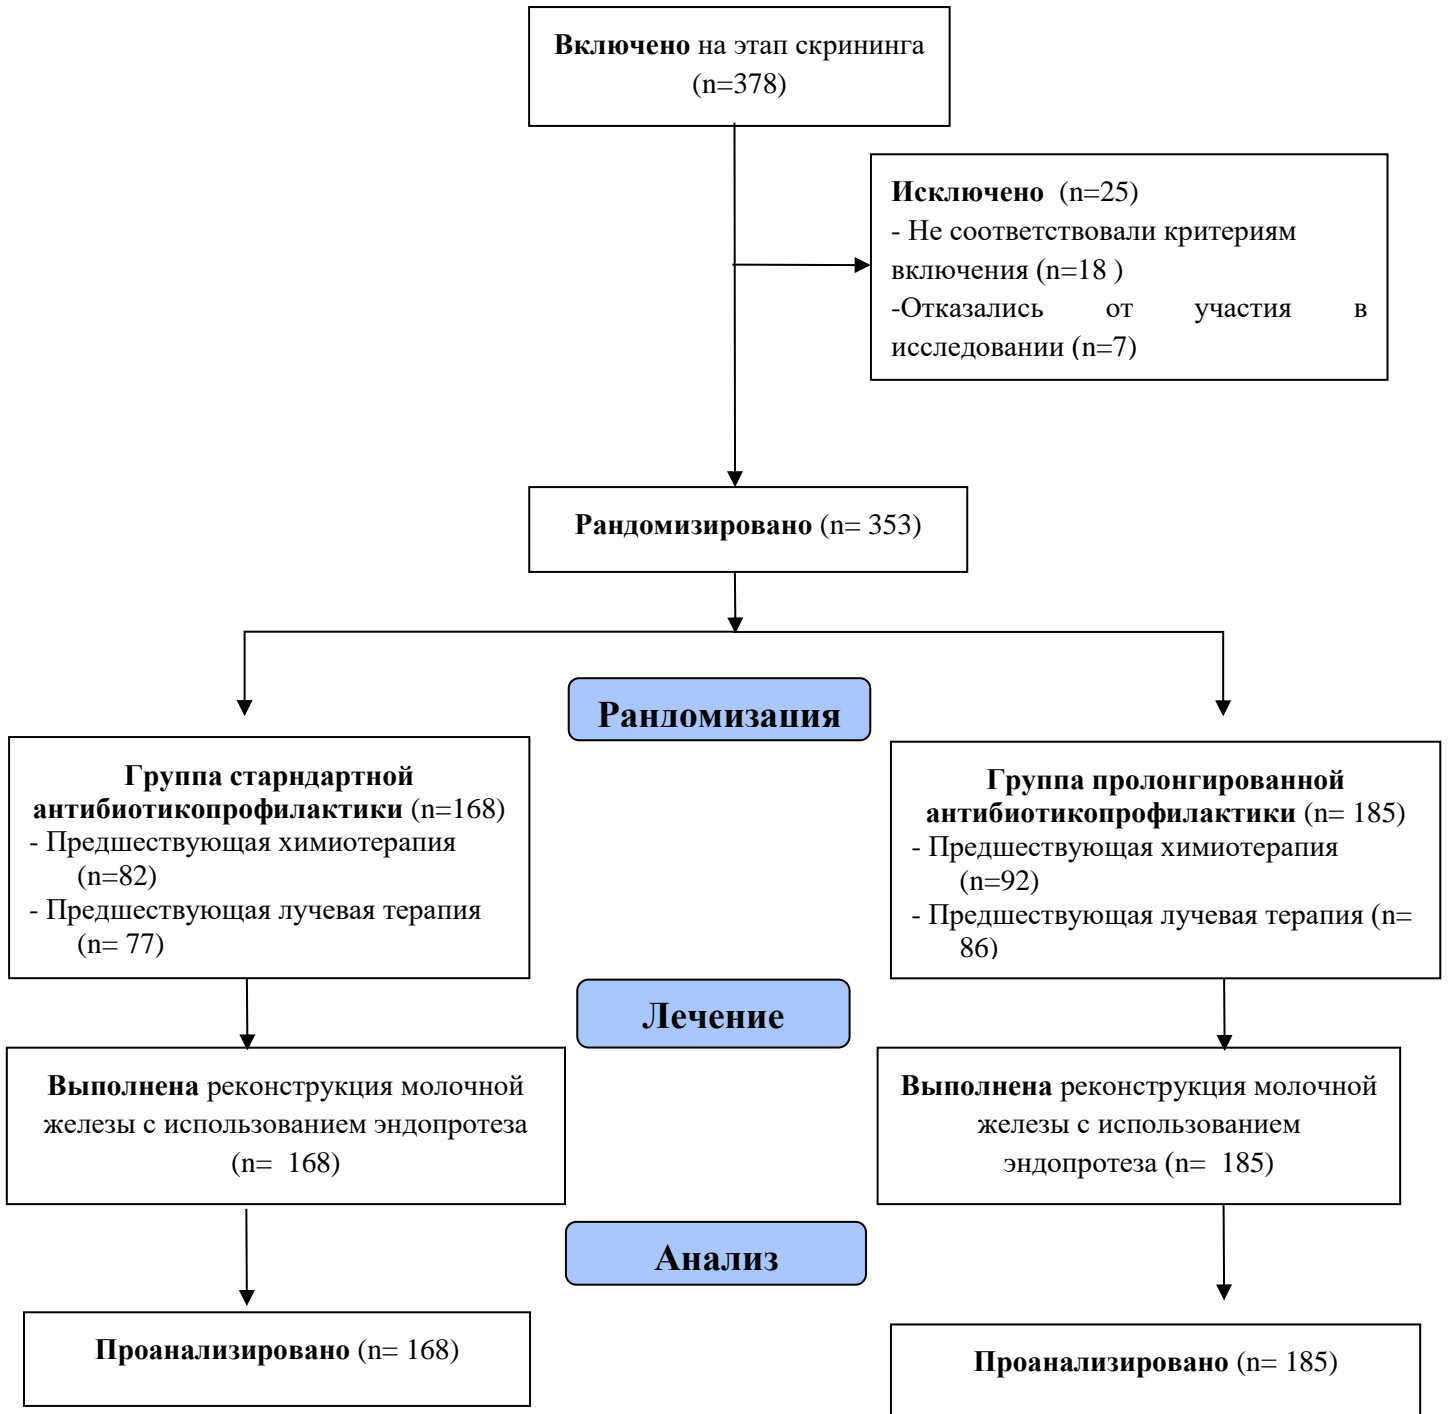 Включено на этап скрининга
(n=378)
Исключено (n=25)
- Не соответствовали критериям
включения (n=18 )
-Отказались от участия в
исследовании (n=7)
Рандомизировано (n= 353)
Рандомизация
Группа старндартной
антибиотикопрофилактики (n=168)
- Предшествующая химиотерапия
(n=82)
- Предшествующая лучевая терапия
(n= 77)
Группа пролонгированной
антибиотикопрофилактики (n= 185)
- Предшествующая химиотерапия
(n=92)
- Предшествующая лучевая терапия (n=
86)
Лечение
Выполнена реконструкция молочной
железы с использованием эндопротеза
(n= 168)
Выполнена реконструкция молочной
железы с использованием
эндопротеза (n= 185)
Анализ
Проанализировано (n= 168)
Проанализировано (n= 185)